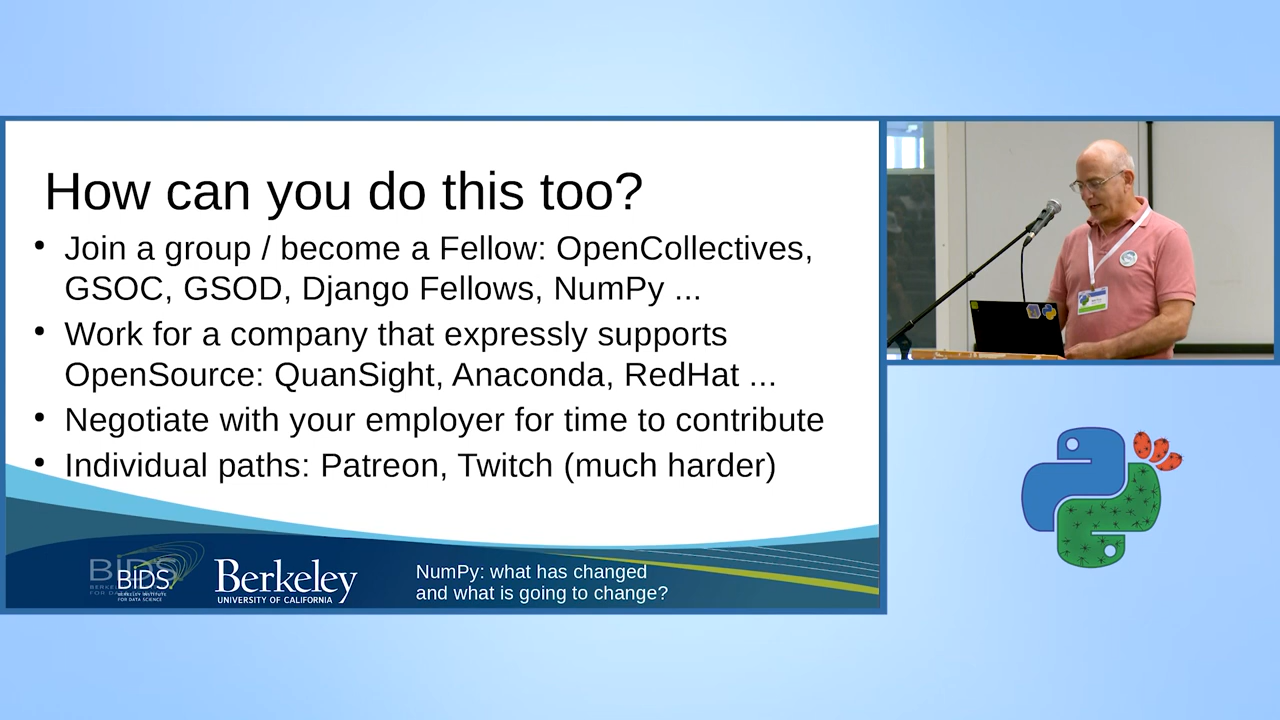 How can you do this too?
• Join a group / become a Fellow: OpenCollectives,
GSOC, GSOD, Django Fellows, NumPy ...
• Work for a company that expressly supports
OpenSource: QuanSight, Anaconda, RedHat ...
• Negotiate with your employer for time to contribute
• Individual paths: Patreon, Twitch (much harder)
BIDS
BERKELEY INSTITUTE
FOR DATA SCIENCE
Berkeley
UNIVERSITY OF CALIFORNIA
NumPy: what has changed
and what is going to change?